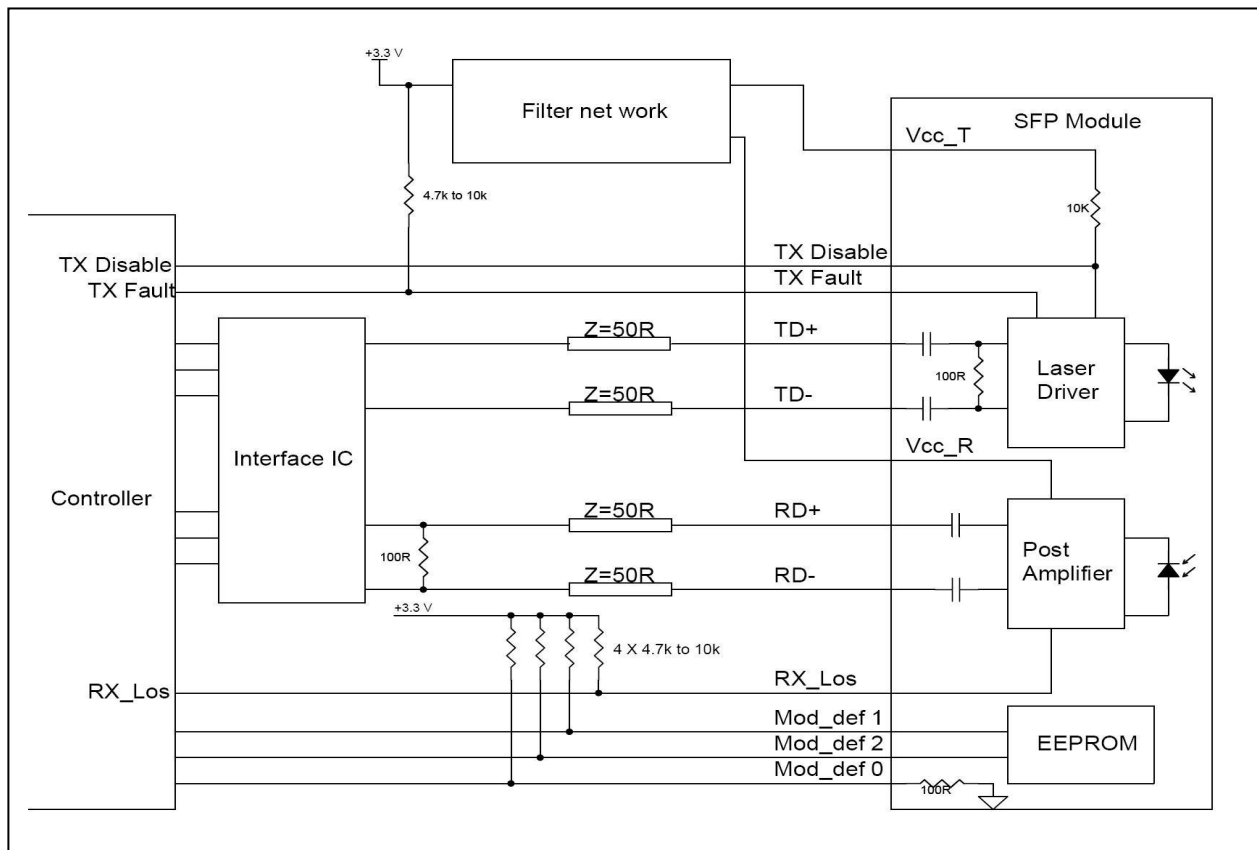 +3.3 V
Filter net work
SFP Module
Vcc_T
4.7k to 10k
10K
TX Disable
TX Disable
TX Fault
TX Fault
Z=50R
TD+
100R
Laser
Driver
Z=50R
TD-
Vcc_R
Interface IC
Controller
Z=50R
RD+
100R
Post
Amplifier
Z=50R
RD-
+3.3 V
4 X 4.7k to 10k
RX_Los
RX_Los
Mod_def 1
Mod_def 2
EEPROM
Mod_def 0
100R